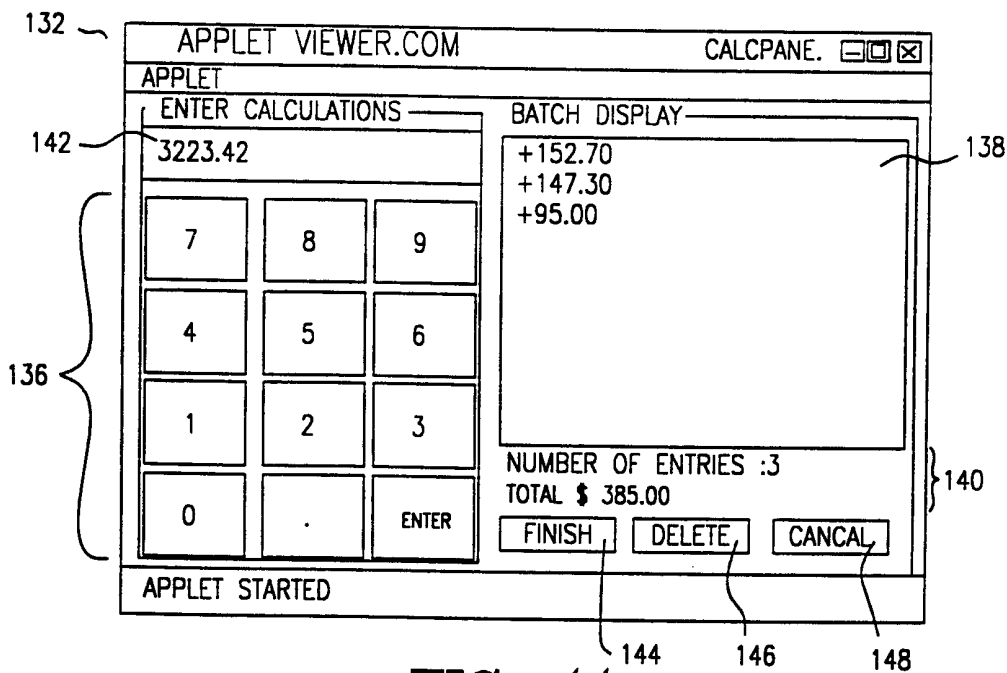 132
APPLET VIEWER.COM CALCPANE.
APPLET
ENTER CALCULATIONS
142
3223.42
136
7 8 9
4 5 6
1 2 3
0 . ENTER
BATCH DISPLAY
138
+152.70
+147.30
+95.00
NUMBER OF ENTRIES :3
TOTAL $ 385.00
140
FINISH DELETE CANCAL
APPLET STARTED
144 146 148